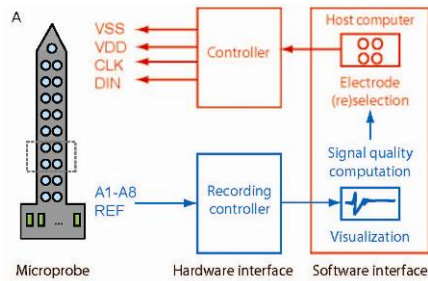 A
VSS
VDD
CLK
DIN
Controller
Host computer
Electrode
(re)selection
A1-A8
REF
Recording
controller
Signal quality
computation
Visualization
...
Microprobe
Hardware interface
Software interface